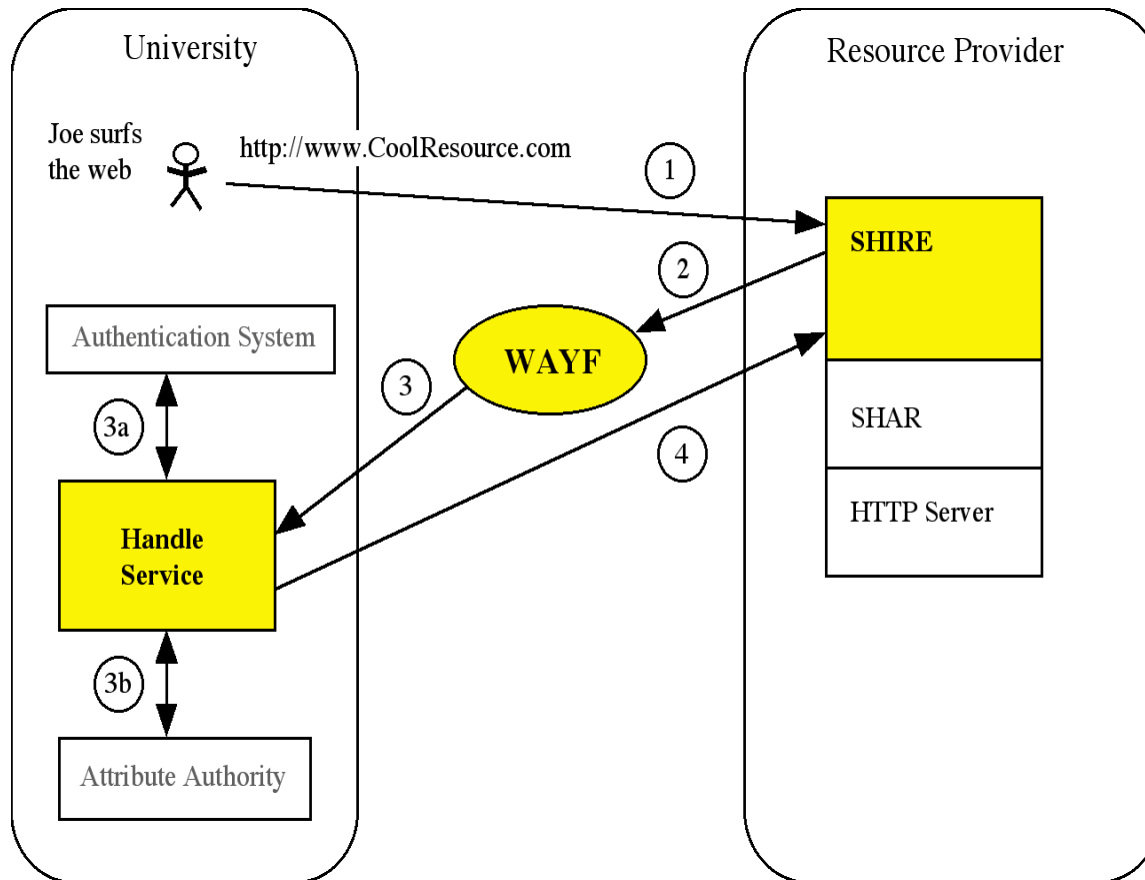 University
Resource Provider
Joe surfs
the web
http://www.CoolResource.com
1
SHIRE
2
Authentication System
WAYF
3
3a
SHAR
4
HTTP Server
Handle
Service
3b
Attribute Authority